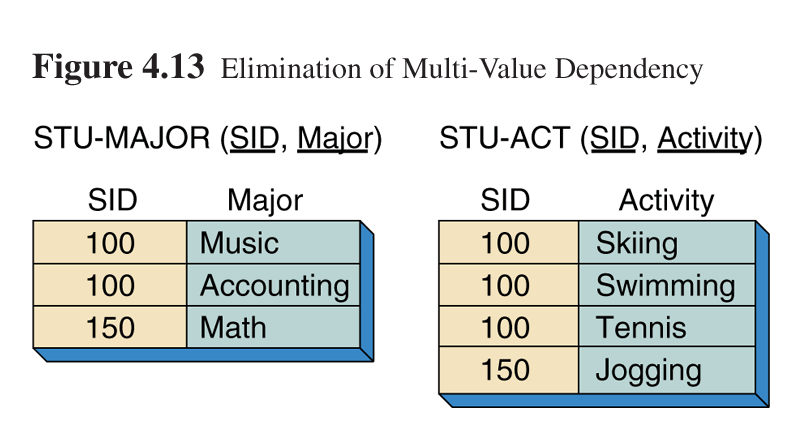 Figure 4.13 Elimination of Multi-Value Dependency
STU-MAJOR (SID, Major)
SID Major
100 Music
100 Accounting
150 Math
STU-ACT (SID, Activity)
SID Activity
100 Skiing
100 Swimming
100 Tennis
150 Jogging